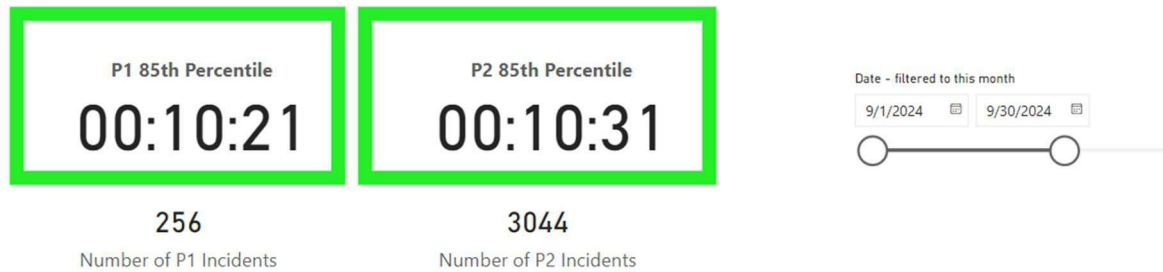 P1 85th Percentile
00:10:21
256
Number of P1 Incidents
P2 85th Percentile
00:10:31
3044
Number of P2 Incidents
Date - filtered to this month
9/1/2024
9/30/2024